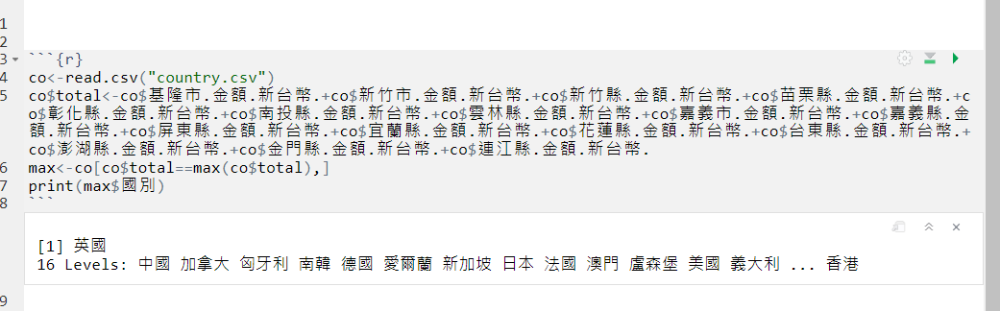 1
2
3 ```{r}
4 co<-read.csv("country.csv")
5 co$total<-co$基隆市.金額.新台幣.+co$新竹市.金額.新台幣.+co$新竹縣.金額.新台幣.+co$苗栗縣.金額.新台幣.+c
o$彰化縣.金額.新台幣.+co$南投縣.金額.新台幣.+co$雲林縣.金額.新台幣.+co$嘉義市.金額.新台幣.+co$嘉義縣.金
額.新台幣.+co$屏東縣.金額.新台幣.+co$宜蘭縣.金額.新台幣.+co$花蓮縣.金額.新台幣.+co$台東縣.金額.新台幣.+
co$澎湖縣.金額.新台幣.+co$金門縣.金額.新台幣.+co$連江縣.金額.新台幣.
6 max<-co[co$total==max(co$total),]
7 print(max$國別)
8 ```
[1] 英國
16 Levels: 中國 加拿大 匈牙利 南韓 德國 愛爾蘭 新加坡 日本 法國 澳門 盧森堡 美國 義大利 ... 香港
9